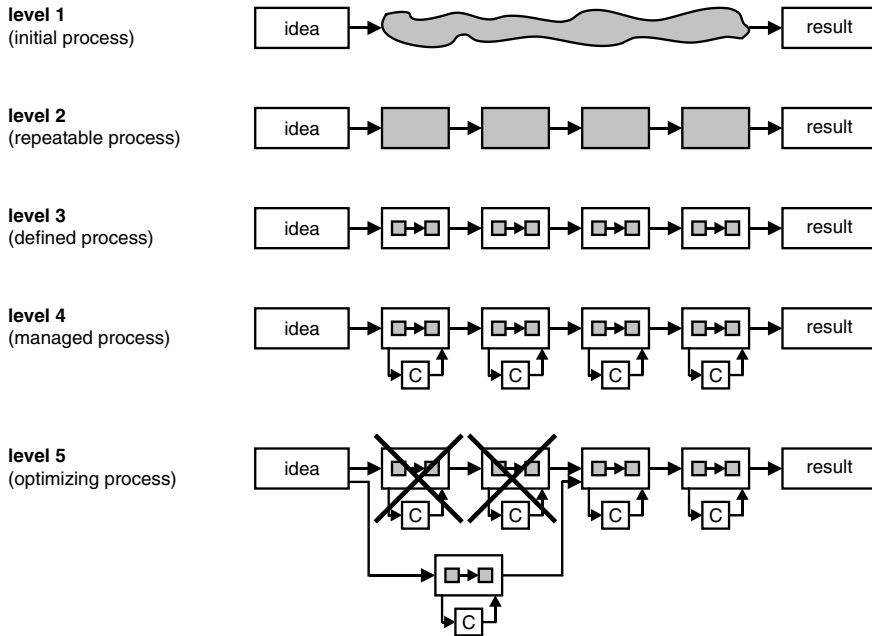 level 1
(initial process)
idea
result
level 2
(repeatable process)
idea
result
level 3
(defined process)
idea
result
level 4
(managed process)
idea
result
C
C
C
C
level 5
(optimizing process)
idea
result
C
C
C
C
C